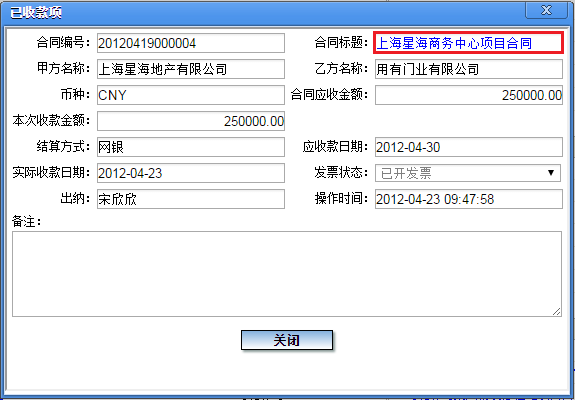 已收款项
合同编号： 20120419000004 合同标题： 上海星海商务中心项目合同
甲方名称： 上海星海地产有限公司 乙方名称： 用有门业有限公司
币种： CNY 合同应收金额： 250000.00
本次收款金额： 250000.00
结算方式： 网银 应收款日期： 2012-04-30
实际收款日期： 2012-04-23 发票状态： 已开发票
出纳： 宋欣欣 操作时间： 2012-04-23 09:47:58
备注：
关闭